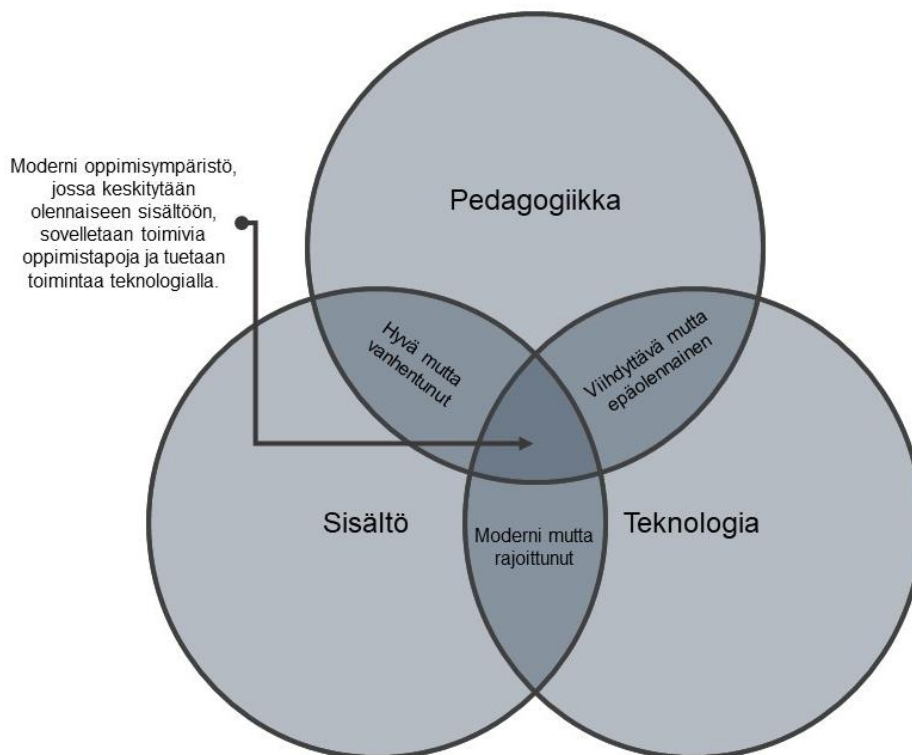 Pedagogiikka
Moderni oppimisympäristö,
jossa keskitytään
olennaiseen sisältöön,
sovelletaan toimivia
oppimistapoja ja tuetaan
toimintaa teknologialla.
Hyvä mutta
vanhentunut
Viihdyttävä mutta
epäolennainen
Sisältö
Moderni mutta
rajoittunut
Teknologia